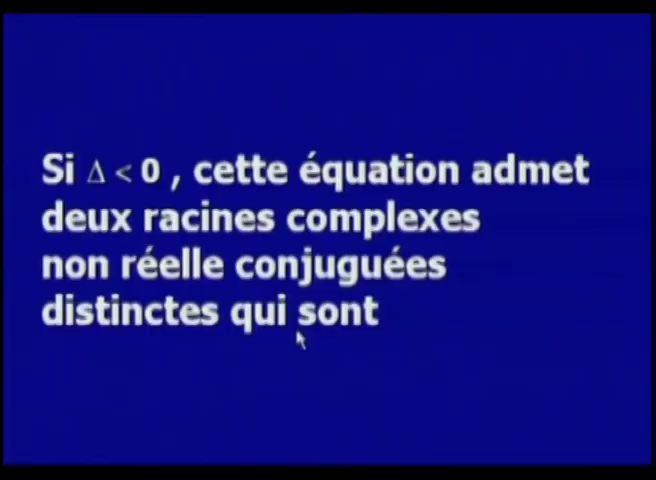 Si Δ < 0 , cette équation admet
deux racines complexes
non réelle conjuguées
distinctes qui sont